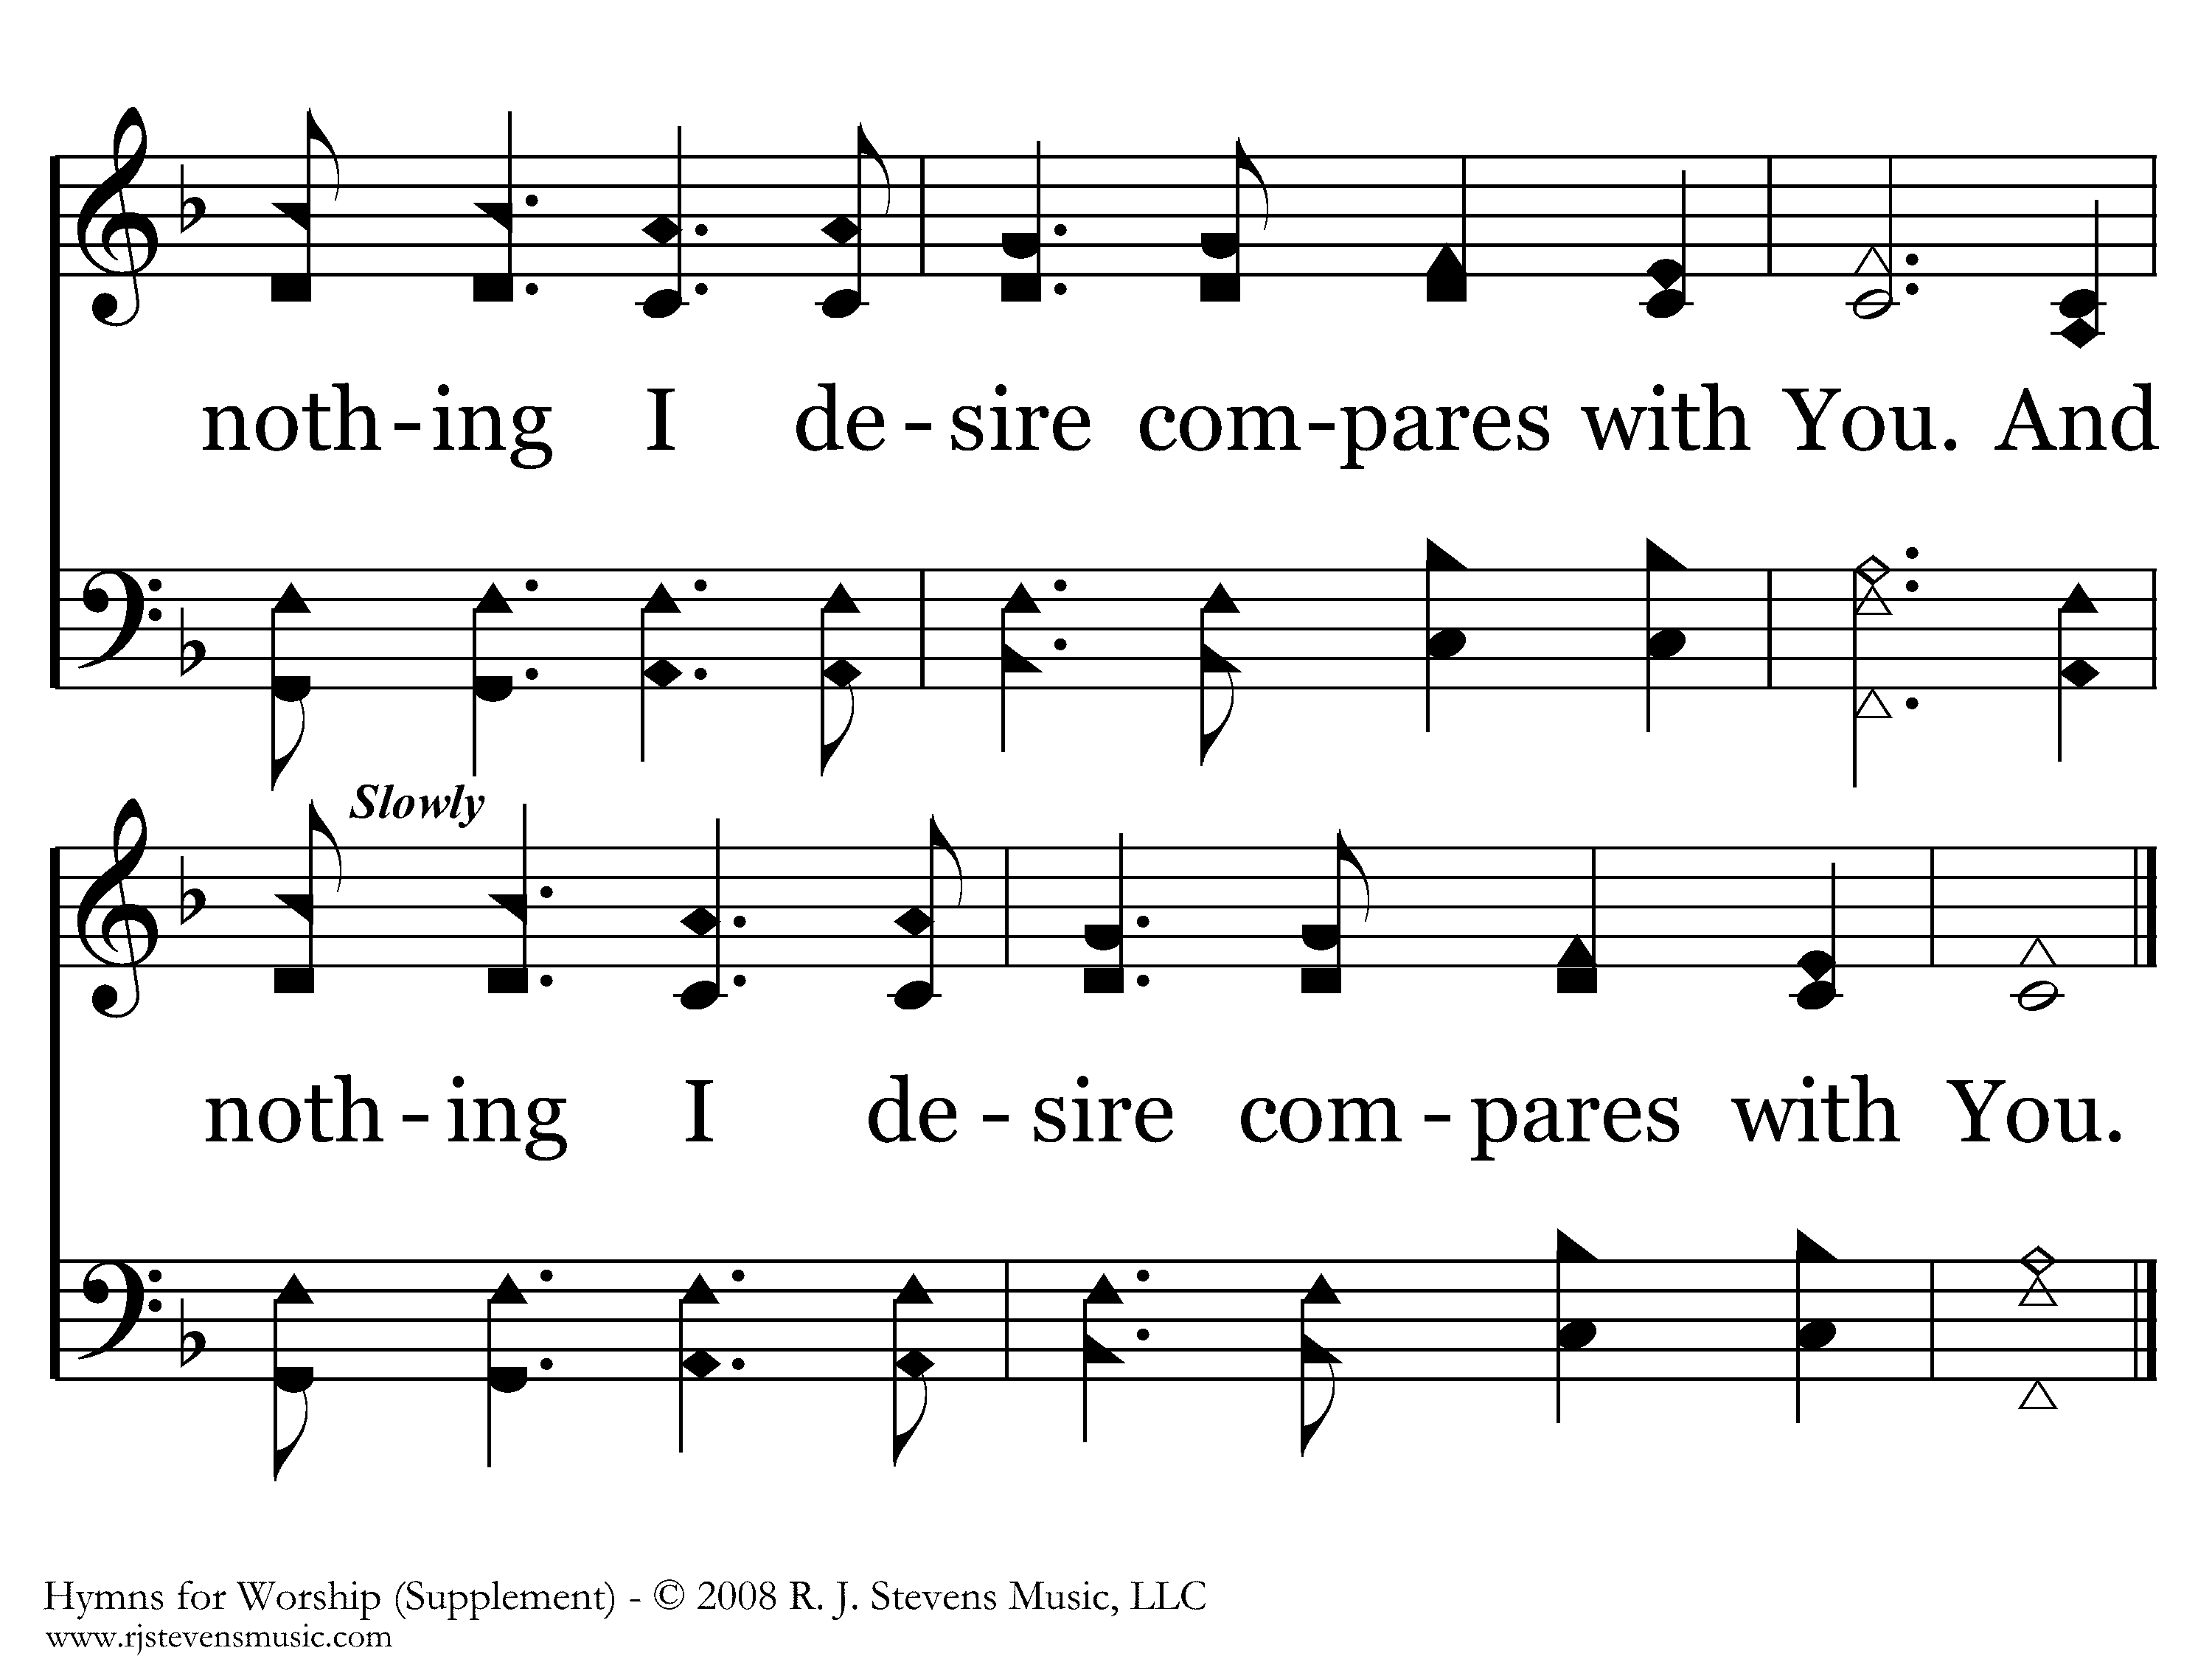 noth-ing I de-sire com-pares with You. And
Slowly
noth-ing I de-sire com-pares with You.
Hymns for Worship (Supplement) - © 2008 R. J. Stevens Music, LLC
www.rjstevensmusic.com